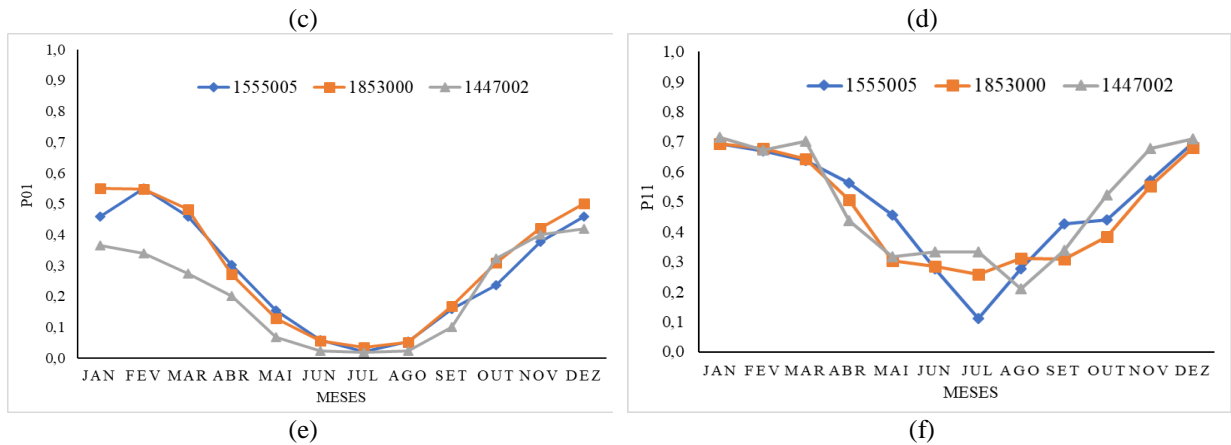 (c)
1,0
0,9
0,8
0,7
0,6
0,5
0,4
0,3
0,2
0,1
0,0
P01
1555005 1853000 1447002
JAN FEV MAR ABR MAI JUN JUL AGO SET OUT NOV DEZ
MESES
(e)
(d)
1,0
0,9
0,8
0,7
0,6
0,5
0,4
0,3
0,2
0,1
0,0
P11
1555005 1853000 1447002
JAN FEV MAR ABR MAI JUN JUL AGO SET OUT NOV DEZ
MESES
(f)